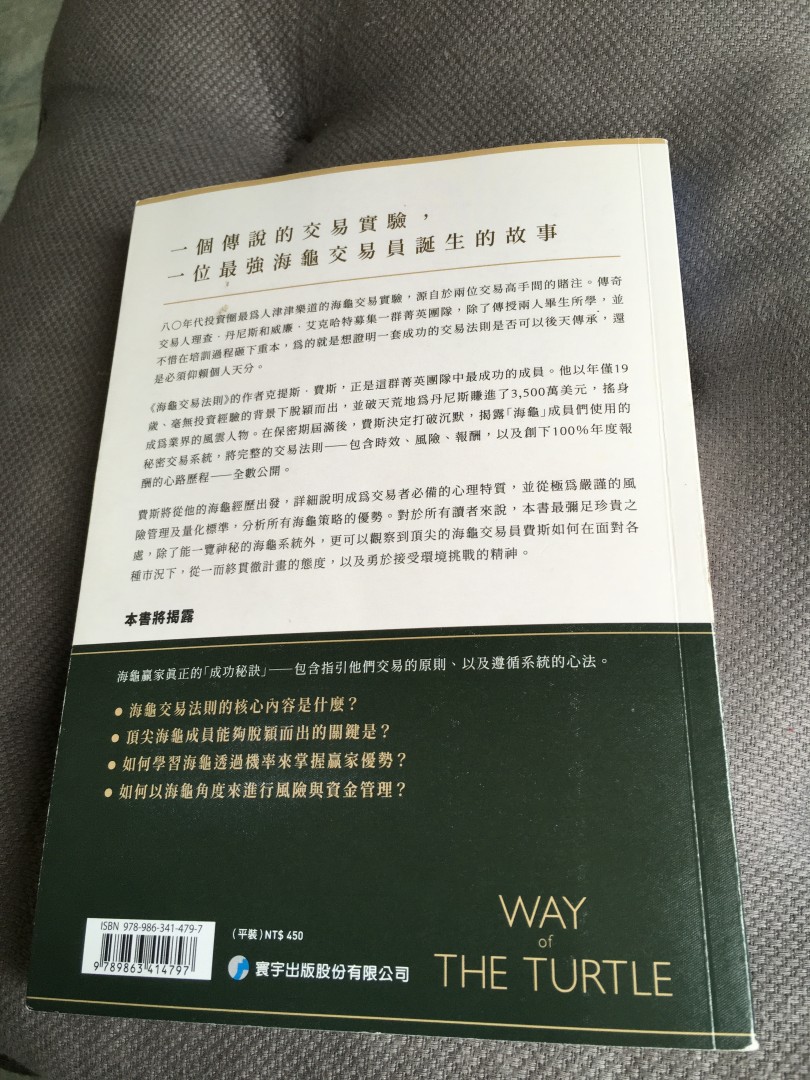 一個傳說的交易實驗，
一位最強海龜交易員誕生的故事
八〇年代投資圈最為人津津樂道的海龜交易實驗，源自於兩位交易高手間的賭注。傳奇
交易人理查．丹尼斯和威廉．艾克哈特募集一群菁英團隊，除了傳授兩人畢生所學，並
不惜在培訓過程砸下重本，為的就是想證明一套成功的交易法則是否可以後天傳承，還
是必須仰賴個人天分。
《海龜交易法則》的作者克提斯．費斯，正是這群菁英團隊中最成功的成員。他以年僅19
歲、毫無投資經驗的背景下脫穎而出，並破天荒地為丹尼斯賺進了3,500萬美元，搖身
成為業界的風雲人物。在保密期屆滿後，費斯決定打破沉默，揭露「海龜」成員們使用的
秘密交易系統，將完整的交易法則——包含時效、風險、報酬，以及創下100%年度報
酬的心路歷程——全數公開。
費斯將從他的海龜經歷出發，詳細說明成為交易者必備的心理特質，並從極為嚴謹的風
險管理及量化標準，分析所有海龜策略的優勢。對於所有讀者來說，本書最彌足珍貴之
處，除了能一覽神秘的海龜系統外，更可以觀察到頂尖的海龜交易員費斯如何在面對各
種市況下，從一而終貫徹計畫的態度，以及勇於接受環境挑戰的精神。
本書將揭露
海龜贏家真正的「成功秘訣」——包含指引他們交易的原則、以及遵循系統的心法。
●海龜交易法則的核心內容是什麼？
●頂尖海龜成員能夠脫穎而出的關鍵是？
●如何學習海龜透過機率來掌握贏家優勢？
●如何以海龜角度來進行風險與資金管理？
ISBN 978-986-341-479-7
9 789863 414797
（平裝）NT$ 450
寰宇出版股份有限公司
WAY
of
THE TURTLE